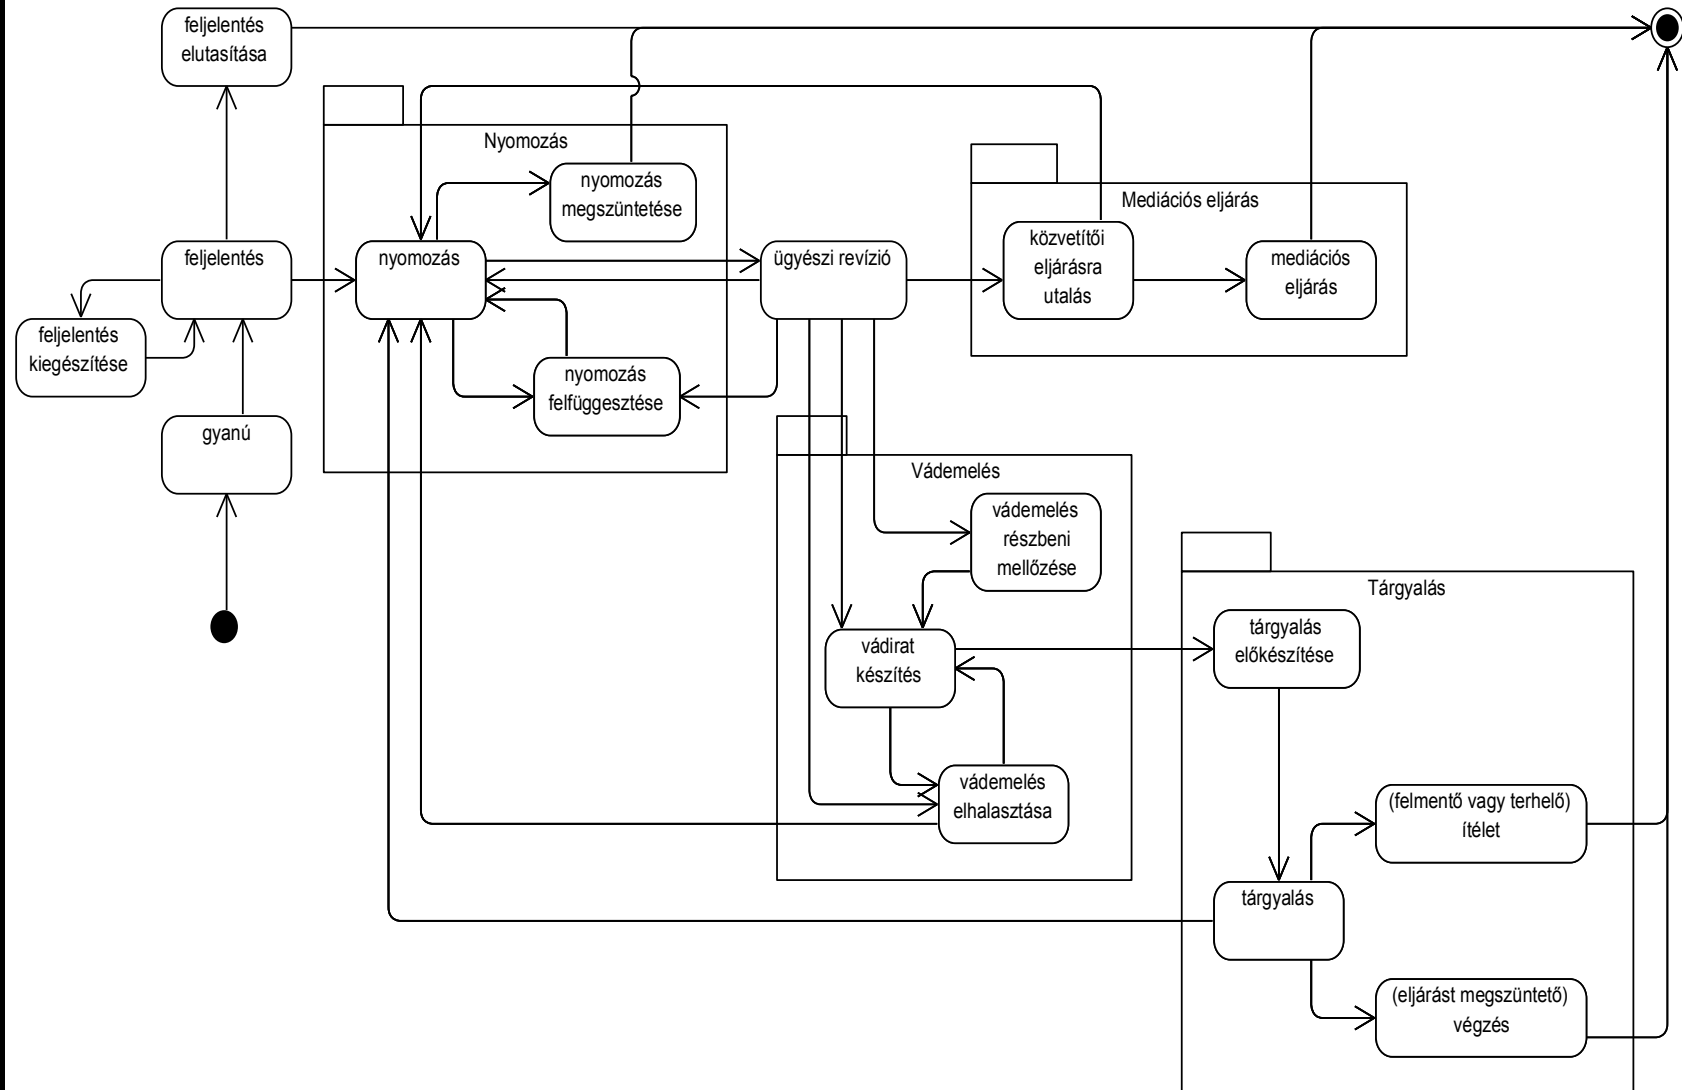 feljelentés
elutasítása
Nyomozás
nyomozás
megszüntetése
Mediációs eljárás
feljelentés
nyomozás
ügyészi revízió
közvetítői
eljárásra
utalás
mediációs
eljárás
feljelentés
kiegészítése
nyomozás
felfüggesztése
gyanú
Vádemelés
vádemelés
részbeni
mellőzése
Tárgyalás
vádirat
készítés
tárgyalás
előkészítése
vádemelés
elhalasztása
(felmentő vagy terhelő)
ítélet
tárgyalás
(eljárást megszüntető)
végzés